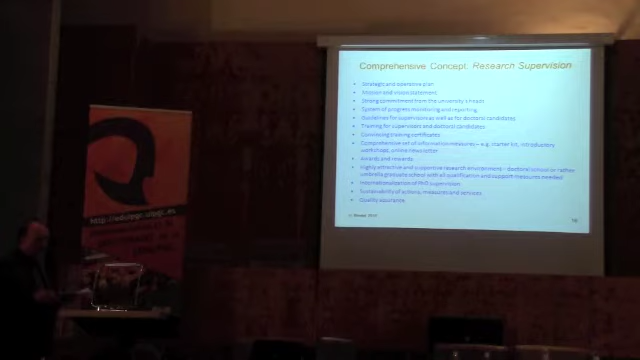 Comprehensive Concept. Research Supervision
• Strategic and operative plan
• Mission and vision statement
• Strong commitment from the university's Head
• System of progress monitoring and reporting
• Guidelines for supervisors as well as for doctoral candidates
• Training for supervisors and doctoral candidates
• Convincing training certificates
• Comprehensive set of information measures – e.g. starter kit, introductory
workshops, online newsletter
• Awards and rewards
• Highly attractive and supportive research environment – doctoral school or rather
umbrella graduate school with all qualification and support measures needed
• Internationalization of PhD supervision
• Sustainability of actions, measures and services
• Quality assurance